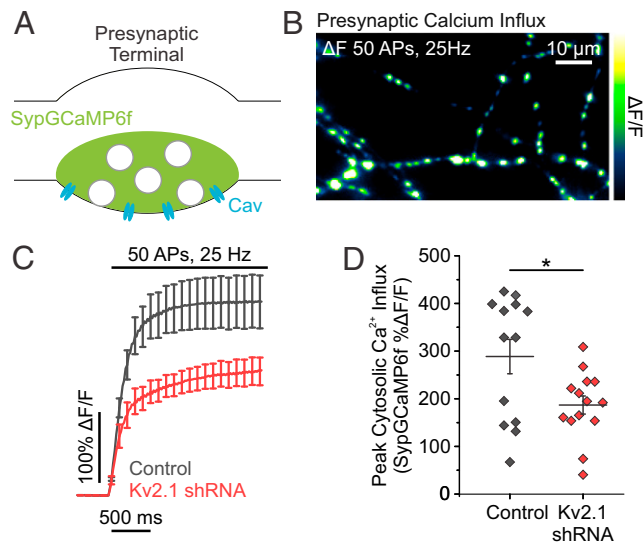 A
Presynaptic
Terminal
SypGCaMP6f
Cav
B
Presynaptic Calcium Influx
ΔF 50 APs, 25Hz
10 µm
ΔF/F
C
50 APs, 25 Hz
100% ΔF/F
Control
Kv2.1 shRNA
500 ms
D
Peak Cytosolic Ca²⁺ Influx
(SypGCaMP6f %ΔF/F)
500
400
300
200
100
0
*
Control
Kv2.1
shRNA